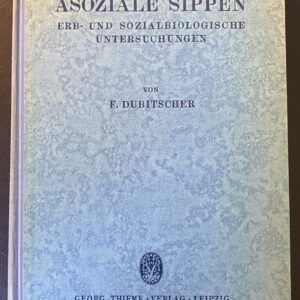 ASOZIALE SIPPEN
ERB- UND SOZIALBIOLOGISCHE
UNTERSUCHUNGEN
VON
F. DUBITSCHER
GEORG THIEME · VERLAG · LEIPZIG